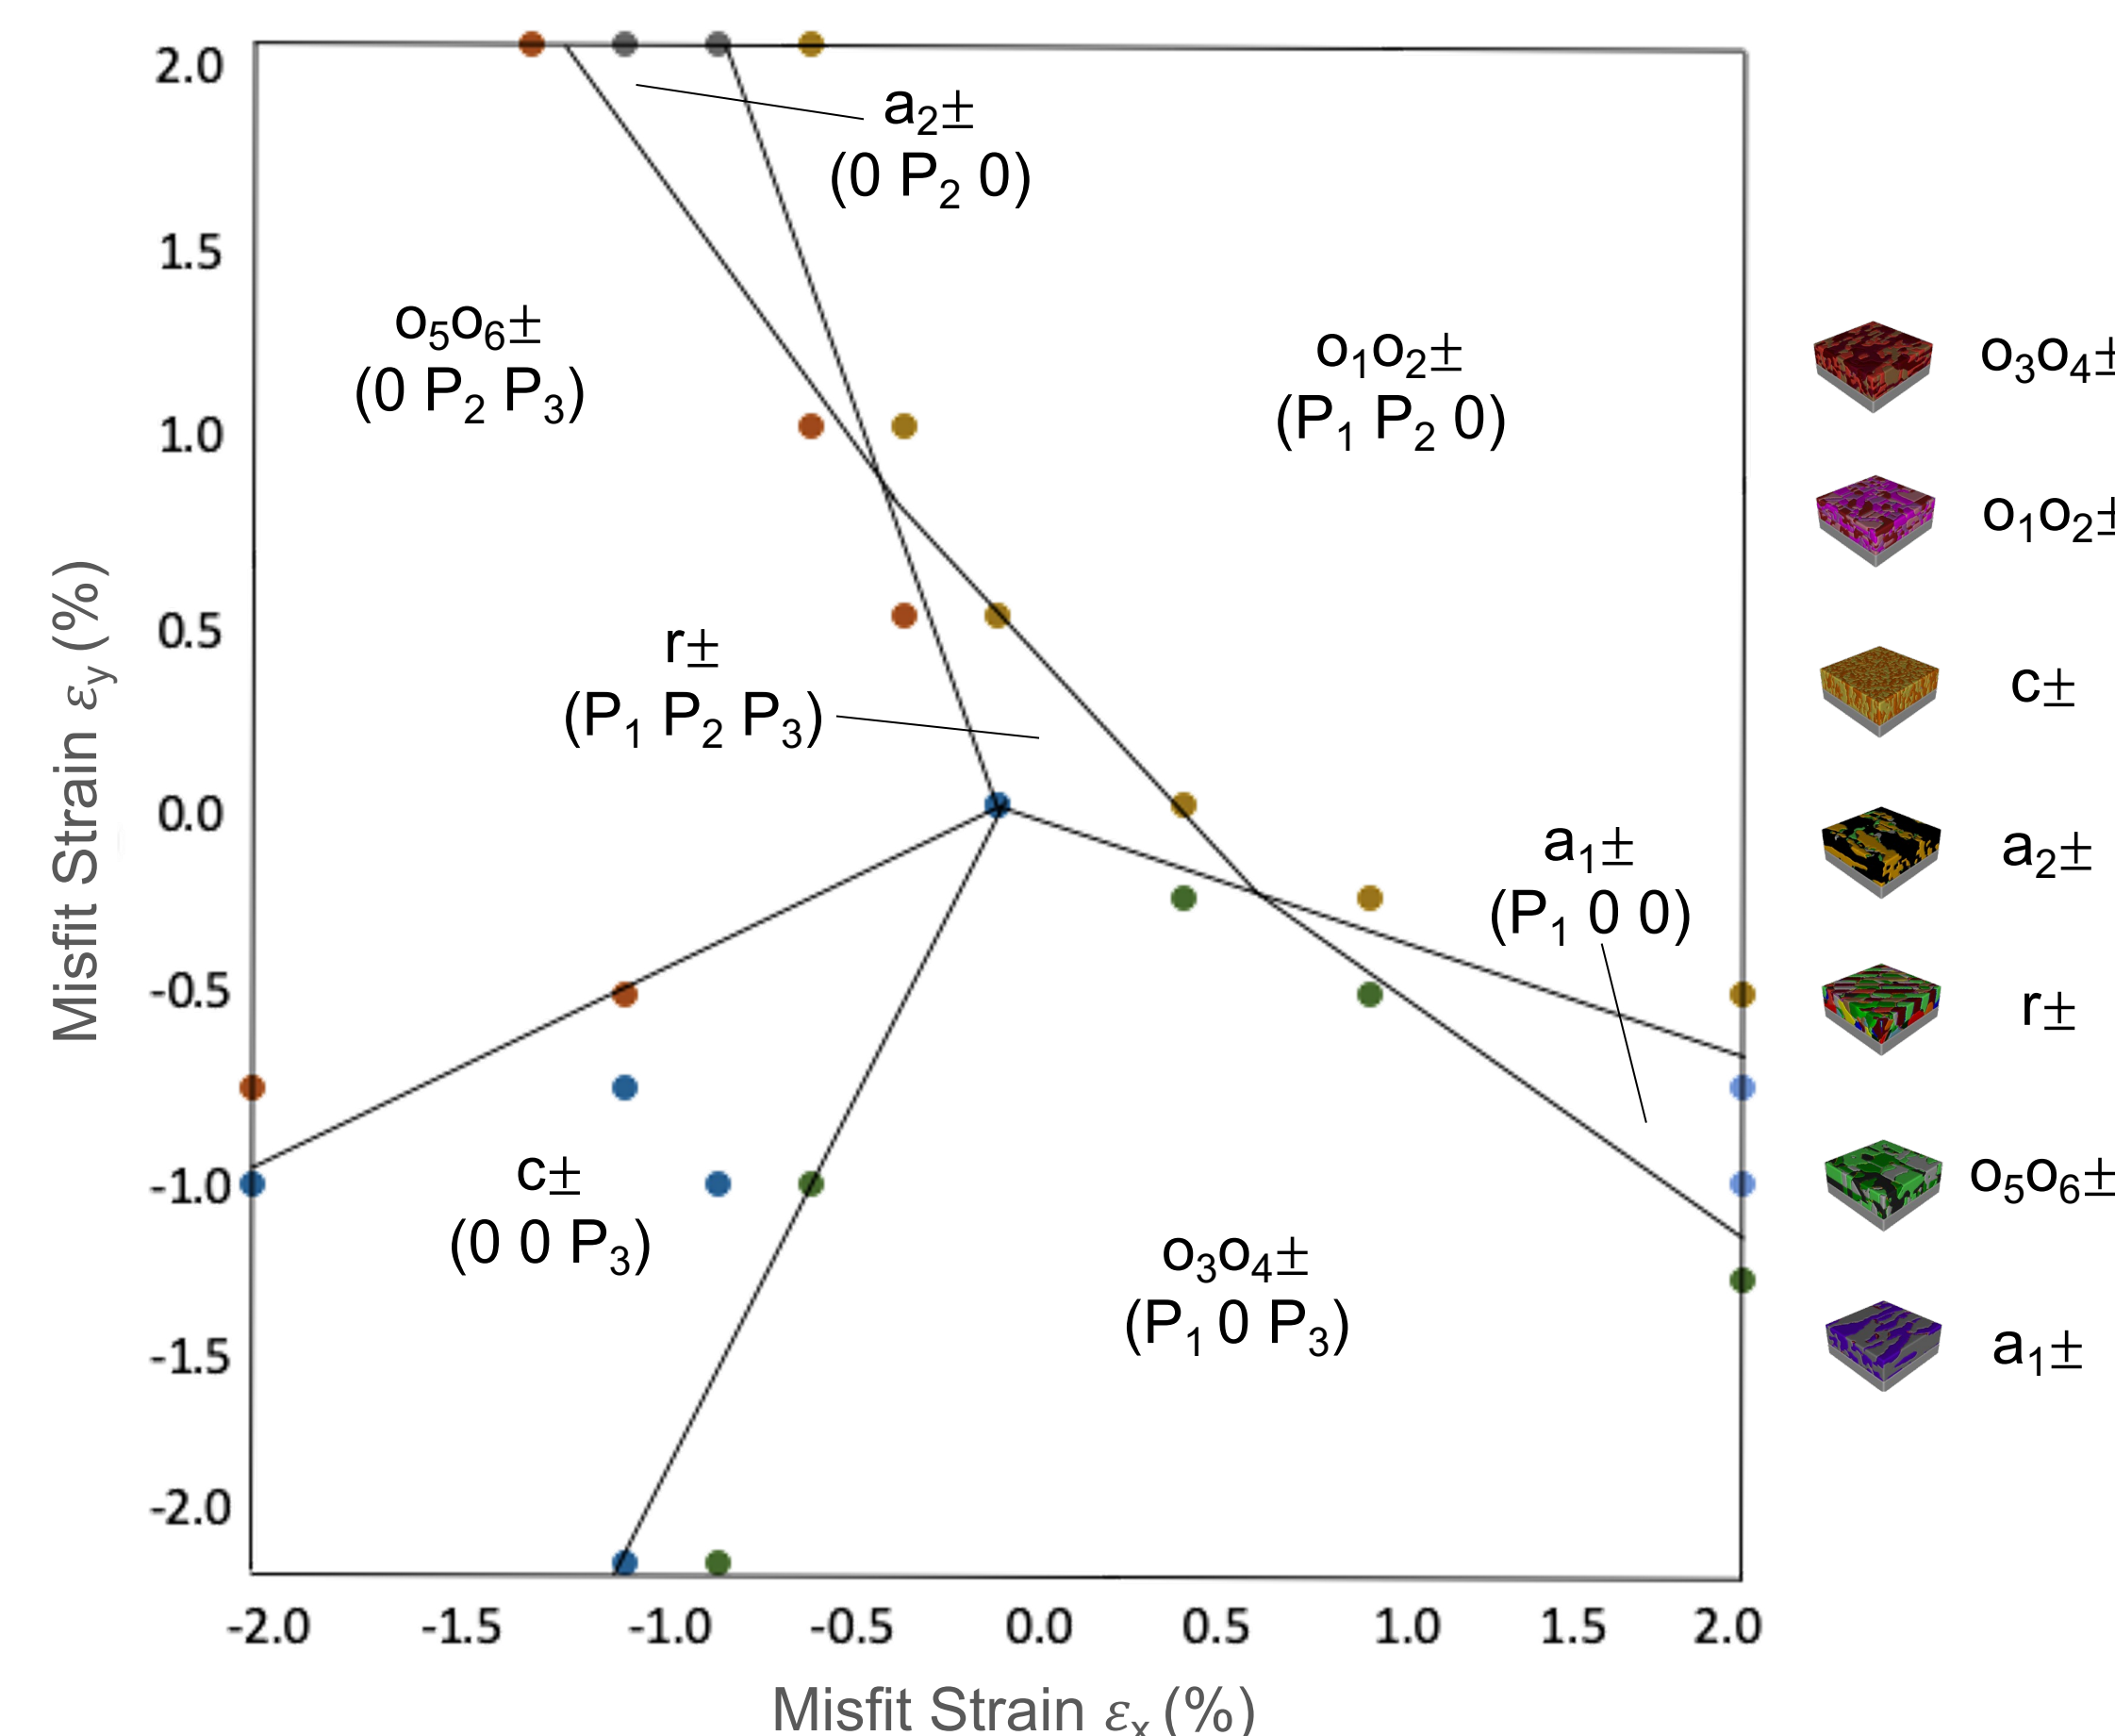 2.0
1.5
1.0
0.5
0.0
-0.5
-1.0
-1.5
-2.0
Misfit Strain εy (%)
a₂±
(0 P₂ 0)
o₅o₆±
(0 P₂ P₃)
o₁o₂±
(P₁ P₂ 0)
r±
(P₁ P₂ P₃)
a₁±
(P₁ 0 0)
c±
(0 0 P₃)
o₃o₄±
(P₁ 0 P₃)
-2.0 -1.5 -1.0 -0.5 0.0 0.5 1.0 1.5 2.0
Misfit Strain εₓ (%)
o₃o₄±
o₁o₂±
c±
a₂±
r±
o₅o₆±
a₁±